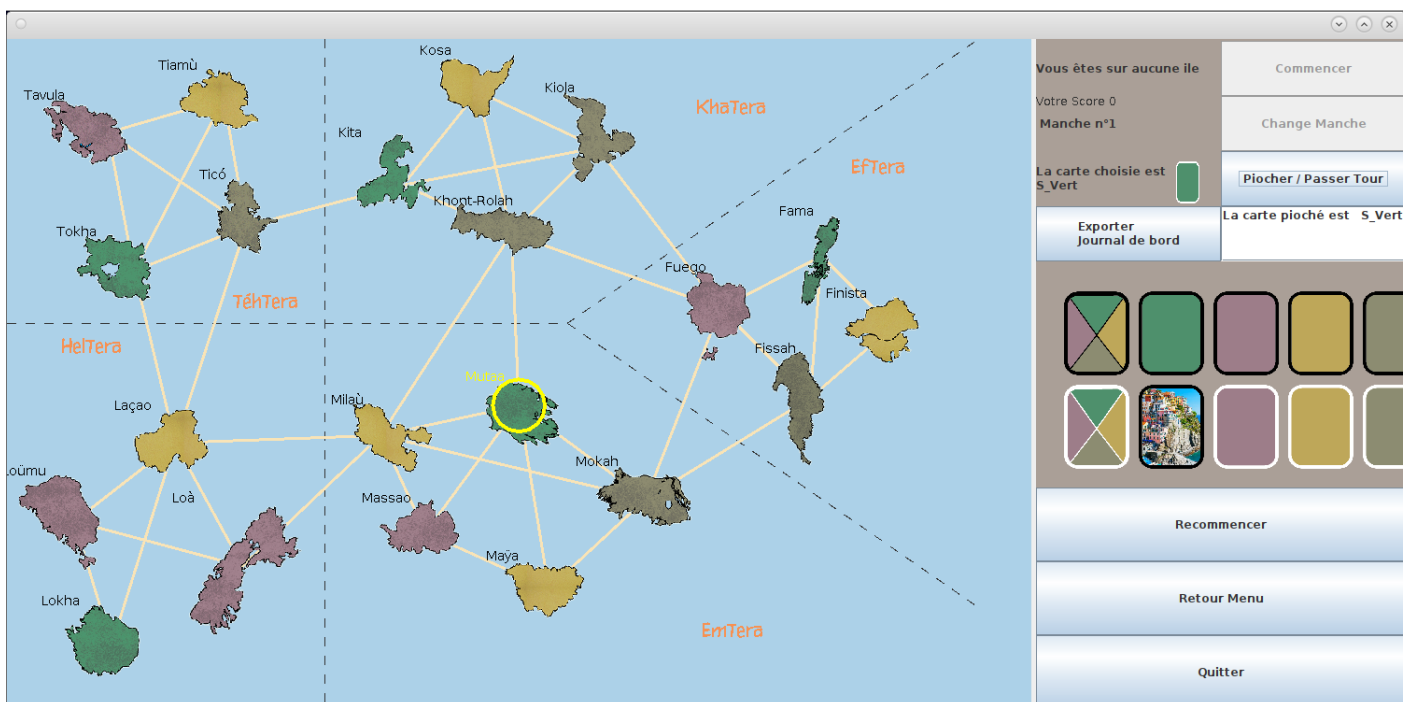 Kosa
Tiamù
Kiola
Tavula
KhaTera
Kita
EfTera
Ticó
Khont-Rolah
Fama
Tokha
Fuego
Finista
TéhTera
HelTera
Fissah
Mutaa
Milaù
Laçao
Mokah
Loümu
Loà
Massao
Maÿa
Lokha
EmTera
Vous êtes sur aucune ile
Commencer
Votre Score 0
Manche n°1
Change Manche
La carte choisie est
S_Vert
Piocher / Passer Tour
La carte pioché est S_Vert
Exporter
Journal de bord
Recommencer
Retour Menu
Quitter